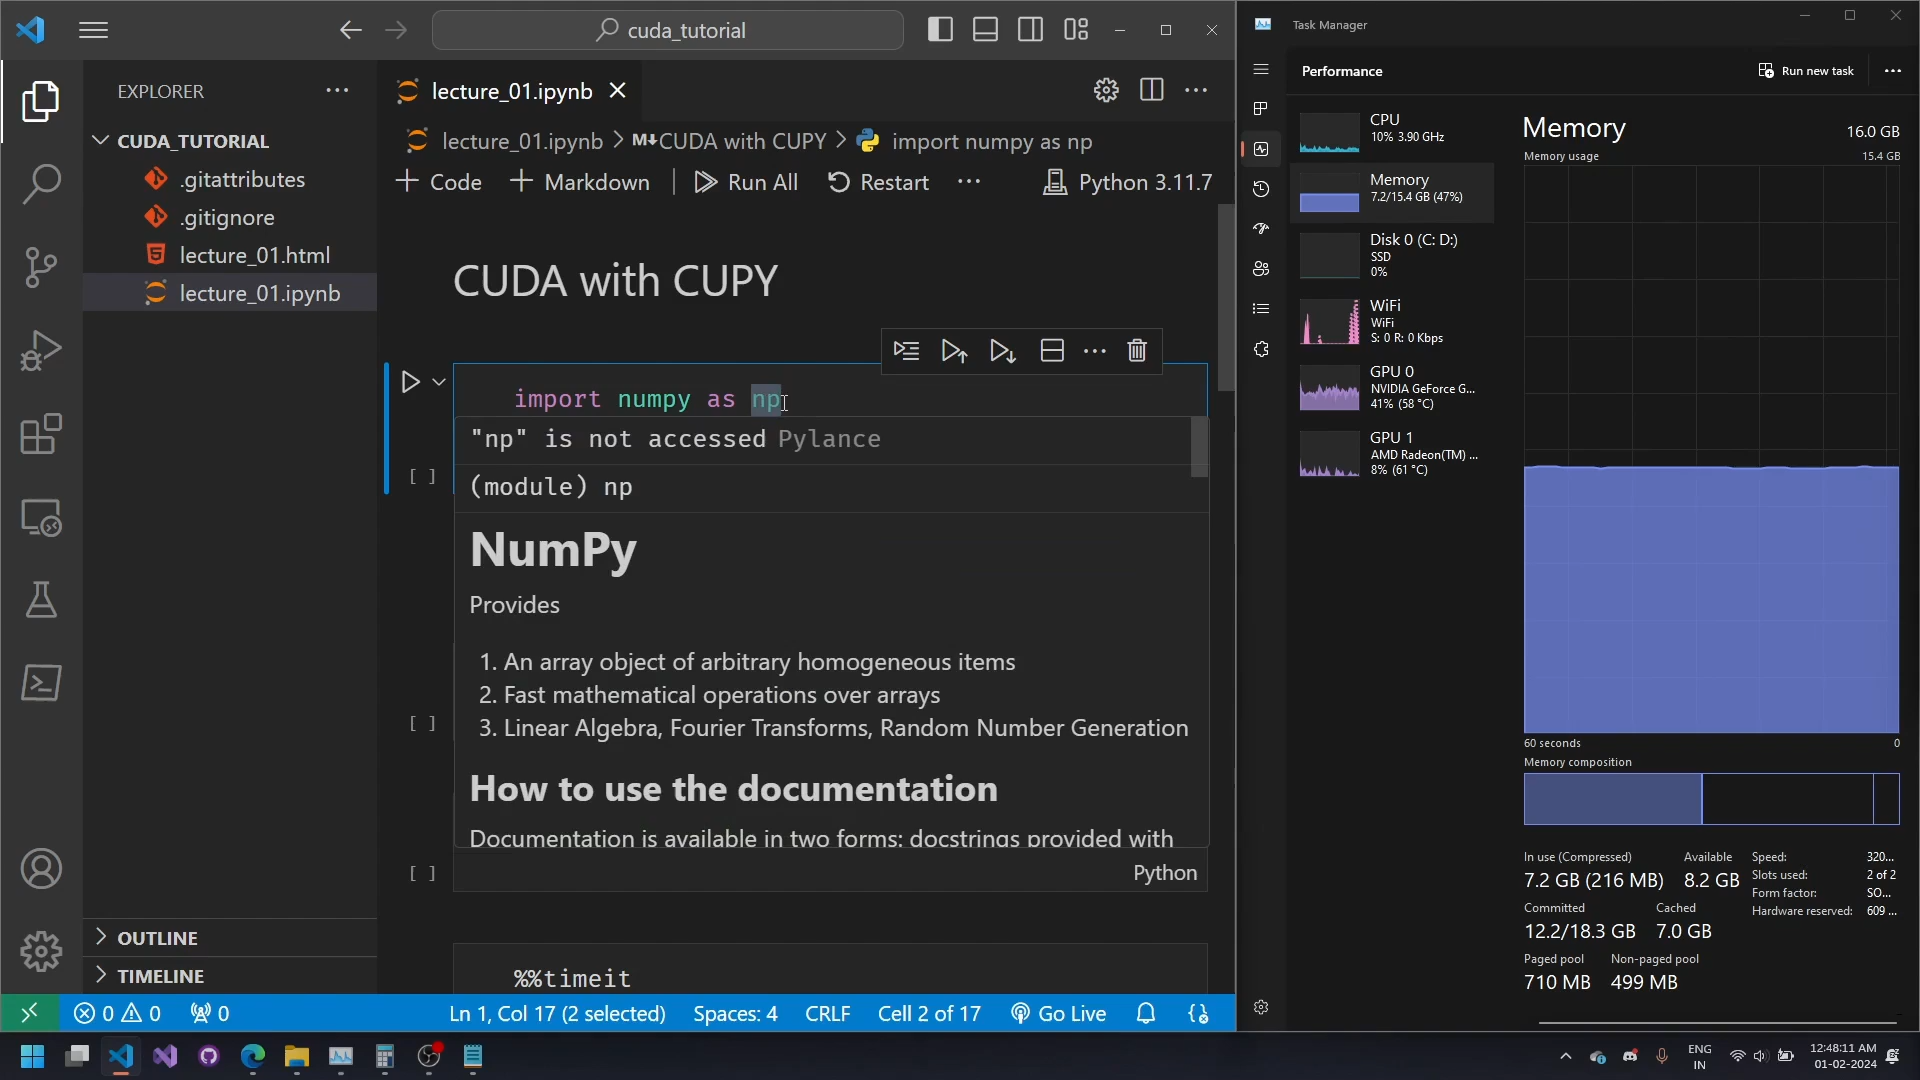 cuda_tutorial
EXPLORER
CUDA_TUTORIAL
.gitattributes
.gitignore
lecture_01.html
lecture_01.ipynb
OUTLINE
TIMELINE
lecture_01.ipynb
lecture_01.ipynb > M↓CUDA with CUPY > import numpy as np
+ Code + Markdown | Run All Restart ... Python 3.11.7
CUDA with CUPY
import numpy as np
"np" is not accessed Pylance
[ ]
(module) np
NumPy
Provides
1. An array object of arbitrary homogeneous items
2. Fast mathematical operations over arrays
[ ]
3. Linear Algebra, Fourier Transforms, Random Number Generation
How to use the documentation
Documentation is available in two forms: docstrings provided with
[ ]
Python
%%timeit
0 0 0 Ln 1, Col 17 (2 selected) Spaces: 4 CRLF Cell 2 of 17 Go Live
Task Manager
Performance
Run new task
CPU
10% 3.90 GHz
Memory
7.2/15.4 GB (47%)
Disk 0 (C: D:)
SSD
0%
WiFi
WiFi
S: 0 R: 0 Kbps
GPU 0
NVIDIA GeForce G...
41% (58 °C)
GPU 1
AMD Radeon(TM) ...
8% (61 °C)
Memory
16.0 GB
Memory usage
15.4 GB
60 seconds
0
Memory composition
In use (Compressed)
7.2 GB (216 MB)
Available
8.2 GB
Committed
12.2/18.3 GB
Cached
7.0 GB
Paged pool
710 MB
Non-paged pool
499 MB
Speed: 320...
Slots used: 2 of 2
Form factor: SO...
Hardware reserved: 609 ...
ENG
IN
12:48:11 AM
01-02-2024